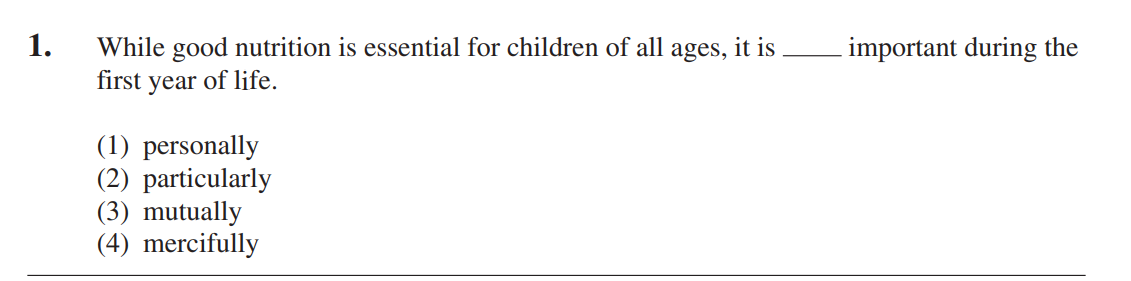 1. While good nutrition is essential for children of all ages, it is _____ important during the
first year of life.
(1) personally
(2) particularly
(3) mutually
(4) mercifully